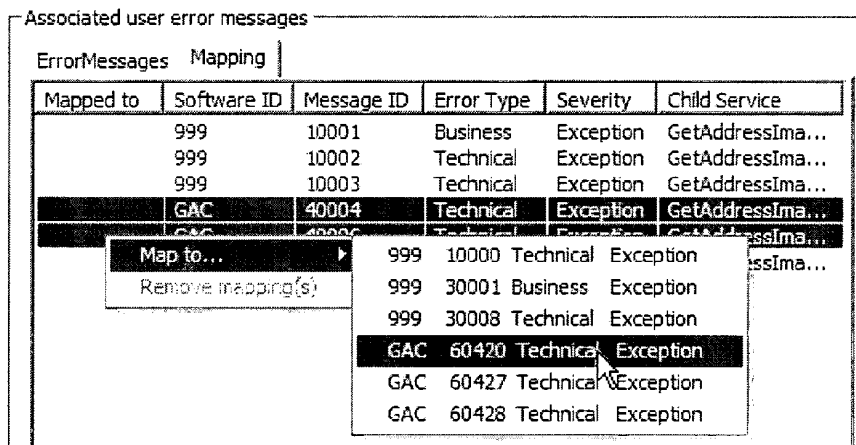 Associated user error messages
ErrorMessages Mapping
Mapped to Software ID Message ID Error Type Severity Child Service
999 10001 Business Exception GetAddressIma...
999 10002 Technical Exception GetAddressIma...
999 10003 Technical Exception GetAddressIma...
GAC 40004 Technical Exception GetAddressIma...
Map to...
Remove mapping(s)
999 10000 Technical Exception
999 30001 Business Exception
999 30008 Technical Exception
GAC 60420 Technical Exception
GAC 60427 Technical Exception
GAC 60428 Technical Exception